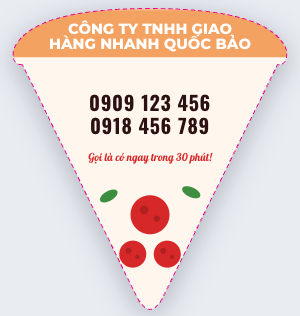 CÔNG TY TNHH GIAO
HÀNG NHANH QUỐC BẢO
0909 123 456
0918 456 789
Gọi là có ngay trong 30 phút!